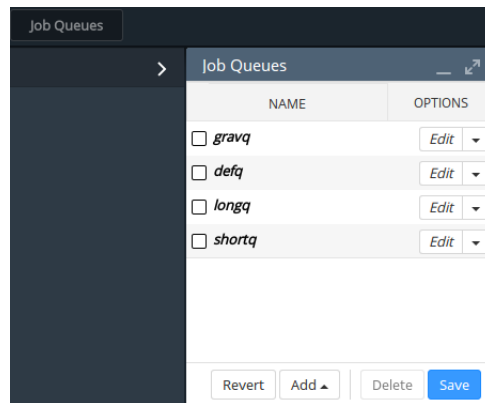 Job Queues
Job Queues
NAME OPTIONS
gravq Edit
defq Edit
longq Edit
shortq Edit
Revert Add Delete Save